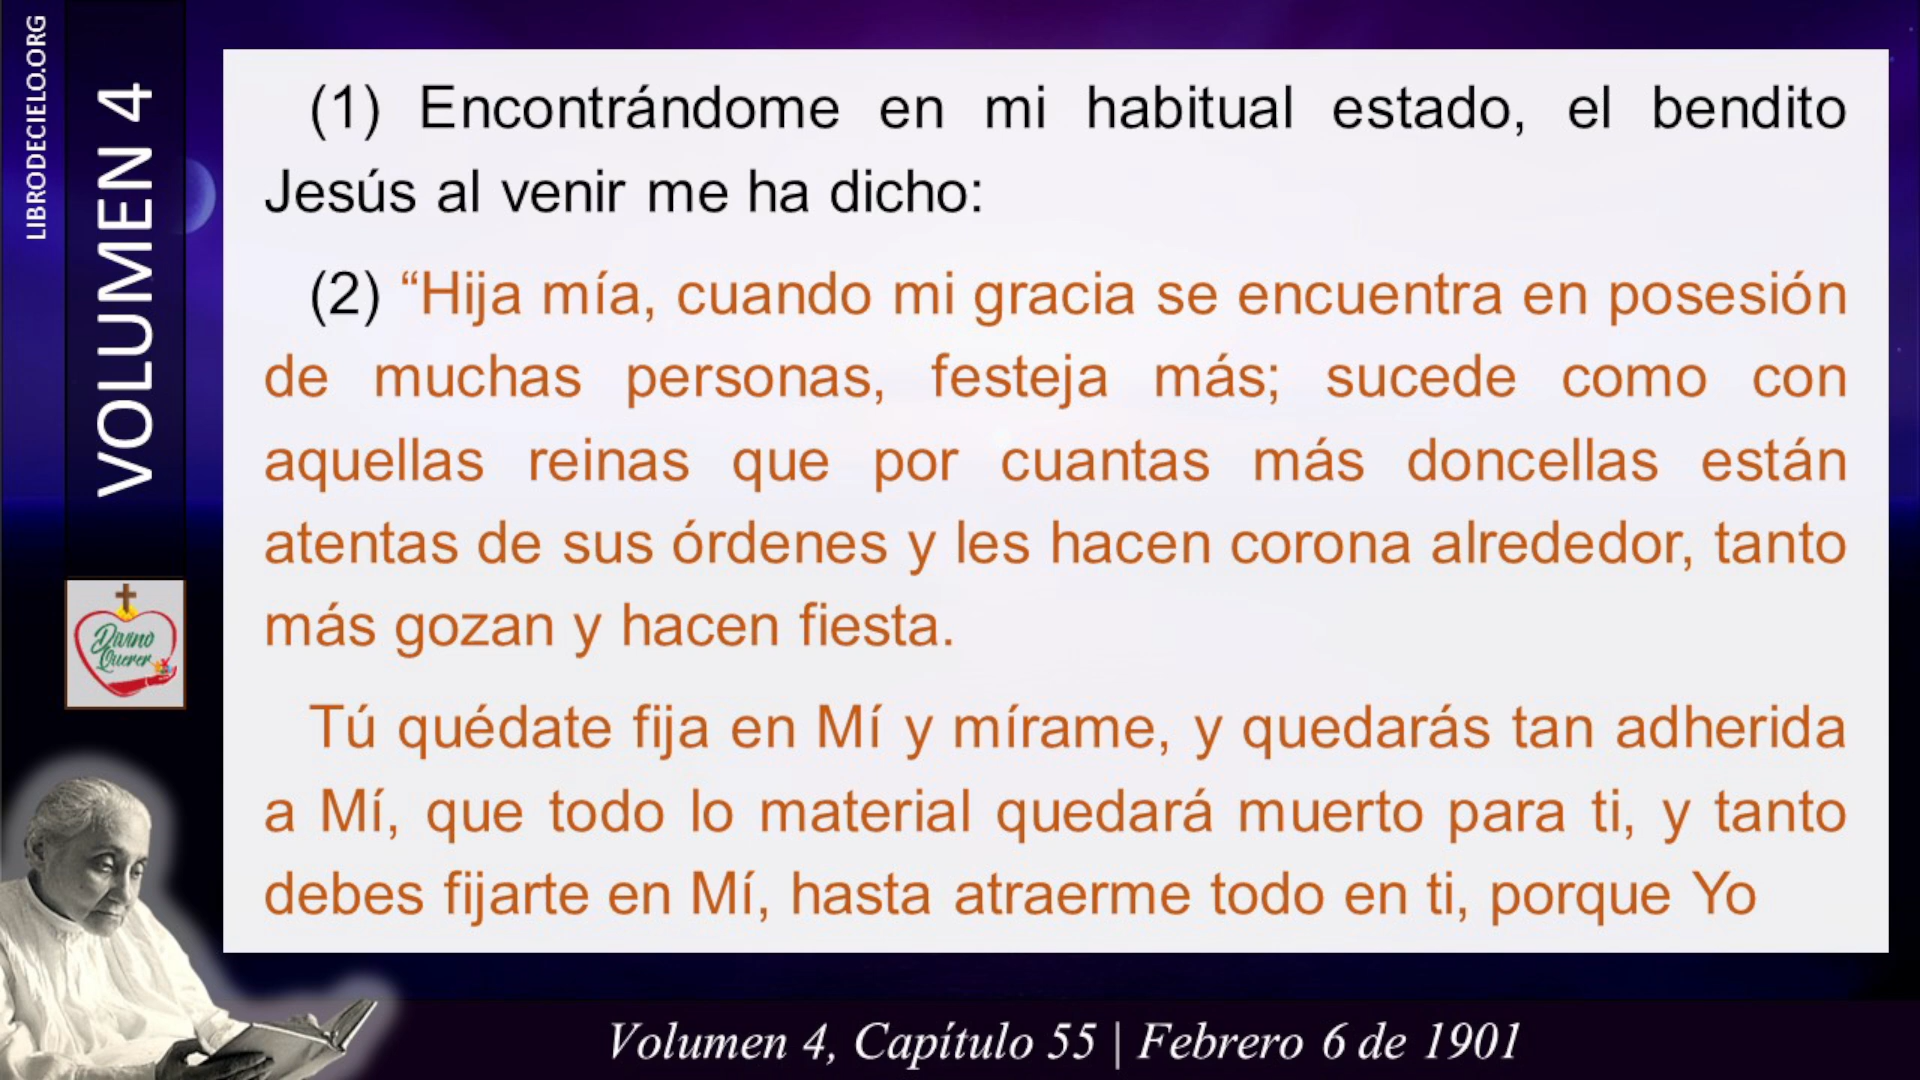 LIBRODECIELO.ORG
VOLUMEN 4
(1) Encontrándome en mi habitual estado, el bendito
Jesús al venir me ha dicho:
(2) “Hija mía, cuando mi gracia se encuentra en posesión
de muchas personas, festeja más; sucede como con
aquellas reinas que por cuantas más doncellas están
atentas de sus órdenes y les hacen corona alrededor, tanto
más gozan y hacen fiesta.
Tú quédate fija en Mí y mírame, y quedarás tan adherida
a Mí, que todo lo material quedará muerto para ti, y tanto
debes fijarte en Mí, hasta atraerme todo en ti, porque Yo
Divino
Querer
Volumen 4, Capítulo 55 | Febrero 6 de 1901